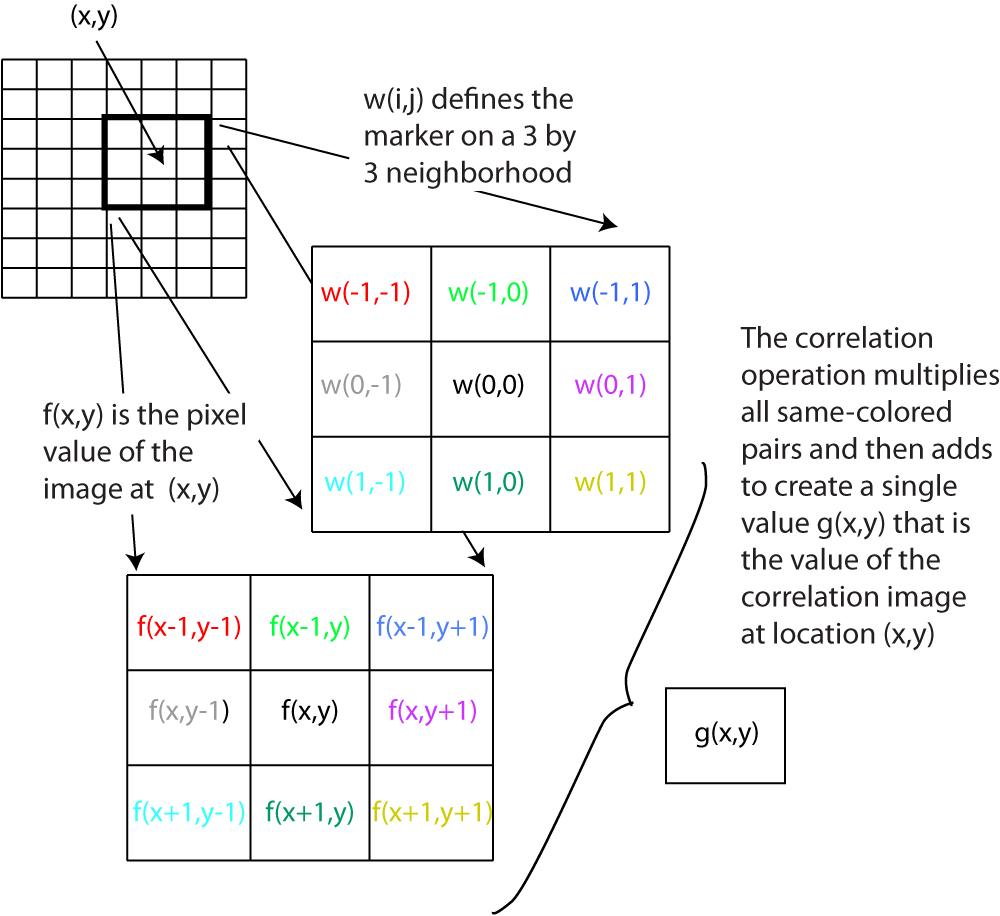 (x,y)
w(i,j) defines the
marker on a 3 by
3 neighborhood
w(-1,-1) w(-1,0) w(-1,1)
w(0,-1) w(0,0) w(0,1)
w(1,-1) w(1,0) w(1,1)
The correlation
operation multiplies
all same-colored
pairs and then adds
to create a single
value g(x,y) that is
the value of the
correlation image
at location (x,y)
f(x,y) is the pixel
value of the
image at (x,y)
f(x-1,y-1) f(x-1,y) f(x-1,y+1)
f(x,y-1) f(x,y) f(x,y+1)
f(x+1,y-1) f(x+1,y) f(x+1,y+1)
g(x,y)